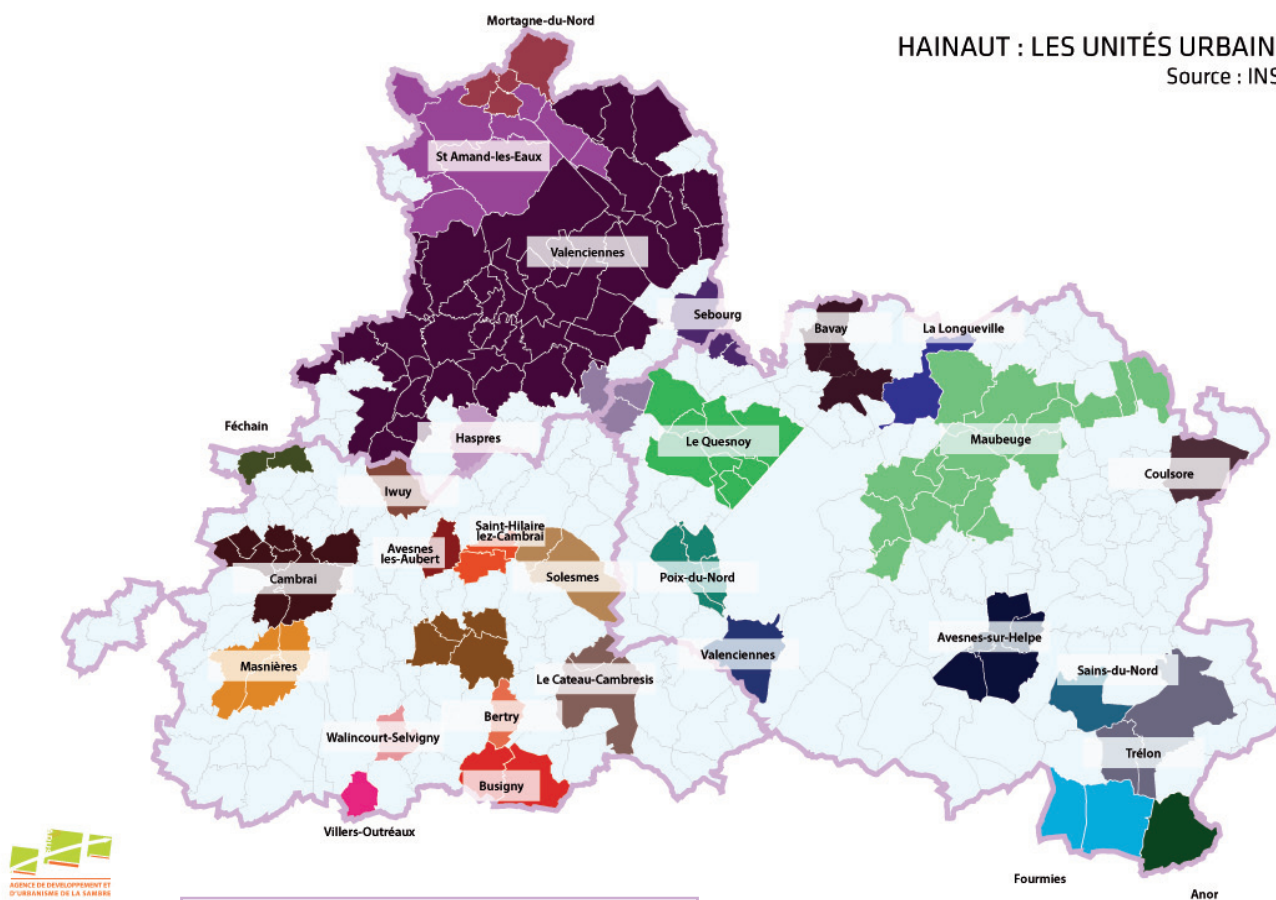 Mortagne-du-Nord
HAINAUT : LES UNITÉS URBAIN
Source : INS
St Amand-les-Eaux
Valenciennes
Sebourg
Bavay
La Longueville
Féchain
Haspres
Le Quesnoy
Maubeuge
Iwuy
Coulsore
Avesnes
les-Aubert
Saint-Hilaire
lez-Cambrai
Cambrai
Solesmes
Poix-du-Nord
Masnières
Le Cateau-Cambresis
Valenciennes
Avesnes-sur-Helpe
Sains-du-Nord
Walincourt-Selvigny
Bertry
Trélon
Busigny
Villers-Outréaux
Fourmies
Anor
AGENCE DE DEVELOPPEMENT ET
D'URBANISME DE LA SAMBRE